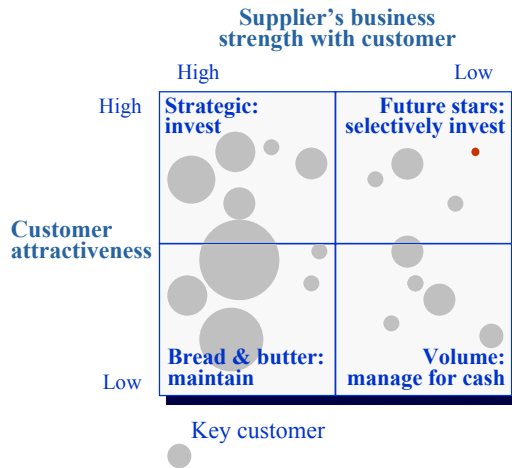 Supplier’s business
strength with customer
High
Low
High
Strategic:
invest
Future stars:
selectively invest
Customer
attractiveness
Bread & butter:
maintain
Volume:
manage for cash
Low
Key customer